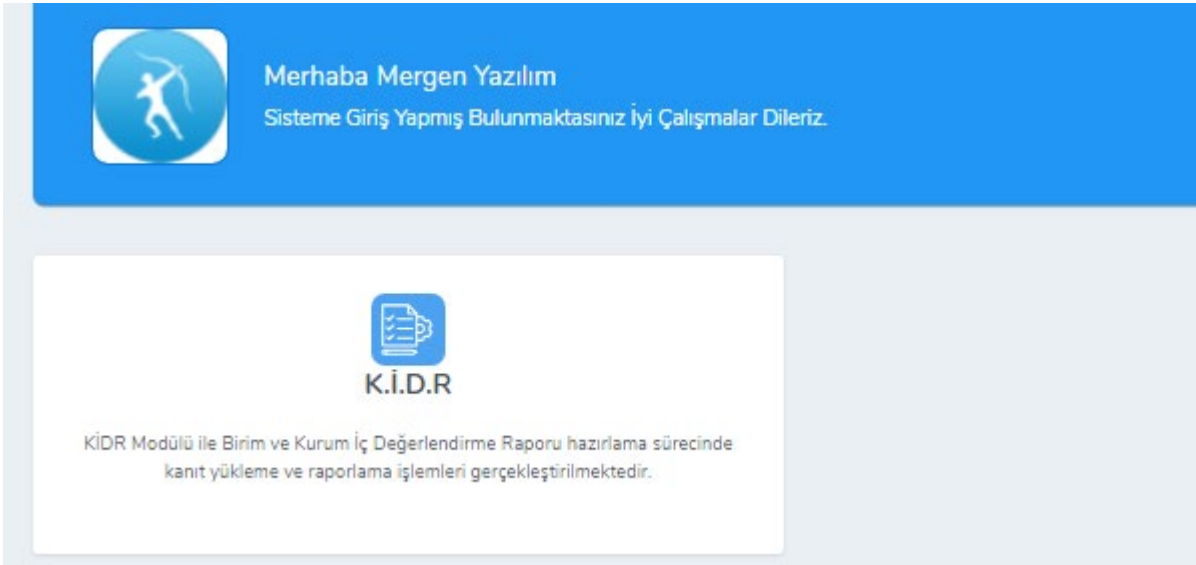 Merhaba Mergen Yazılım
Sisteme Giriş Yapmış Bulunmaktasınız İyi Çalışmalar Dileriz.
K.İ.D.R
KİDR Modülü ile Birim ve Kurum İç Değerlendirme Raporu hazırlama sürecinde
kanıt yükleme ve raporlama işlemleri gerçekleştirilmektedir.